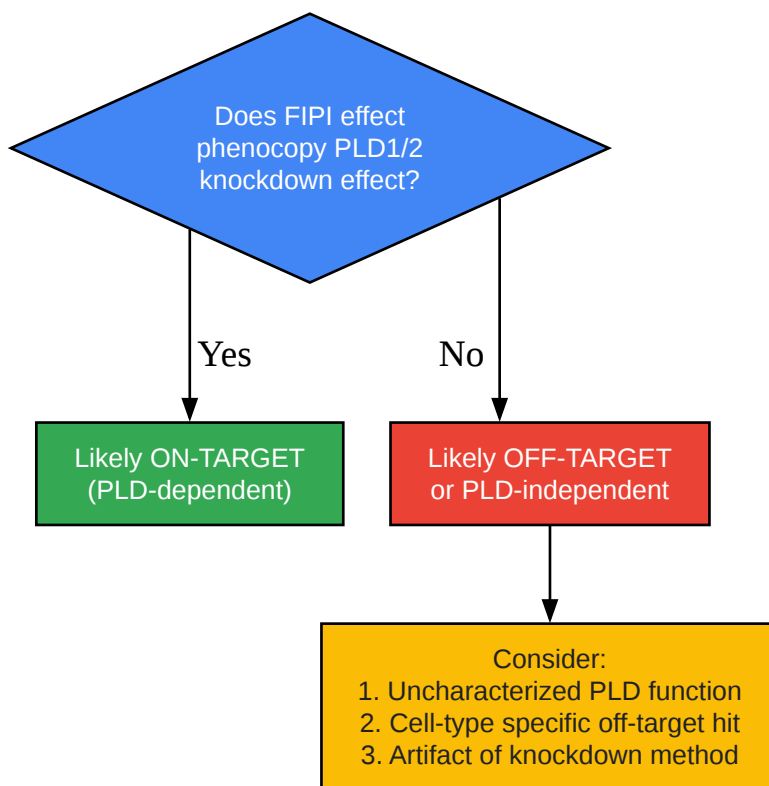 Does FIPI effect
phenocopy PLD1/2
knockdown effect?
Yes
No
Likely ON-TARGET
(PLD-dependent)
Likely OFF-TARGET
or PLD-independent
Consider:
1. Uncharacterized PLD function
2. Cell-type specific off-target hit
3. Artifact of knockdown method